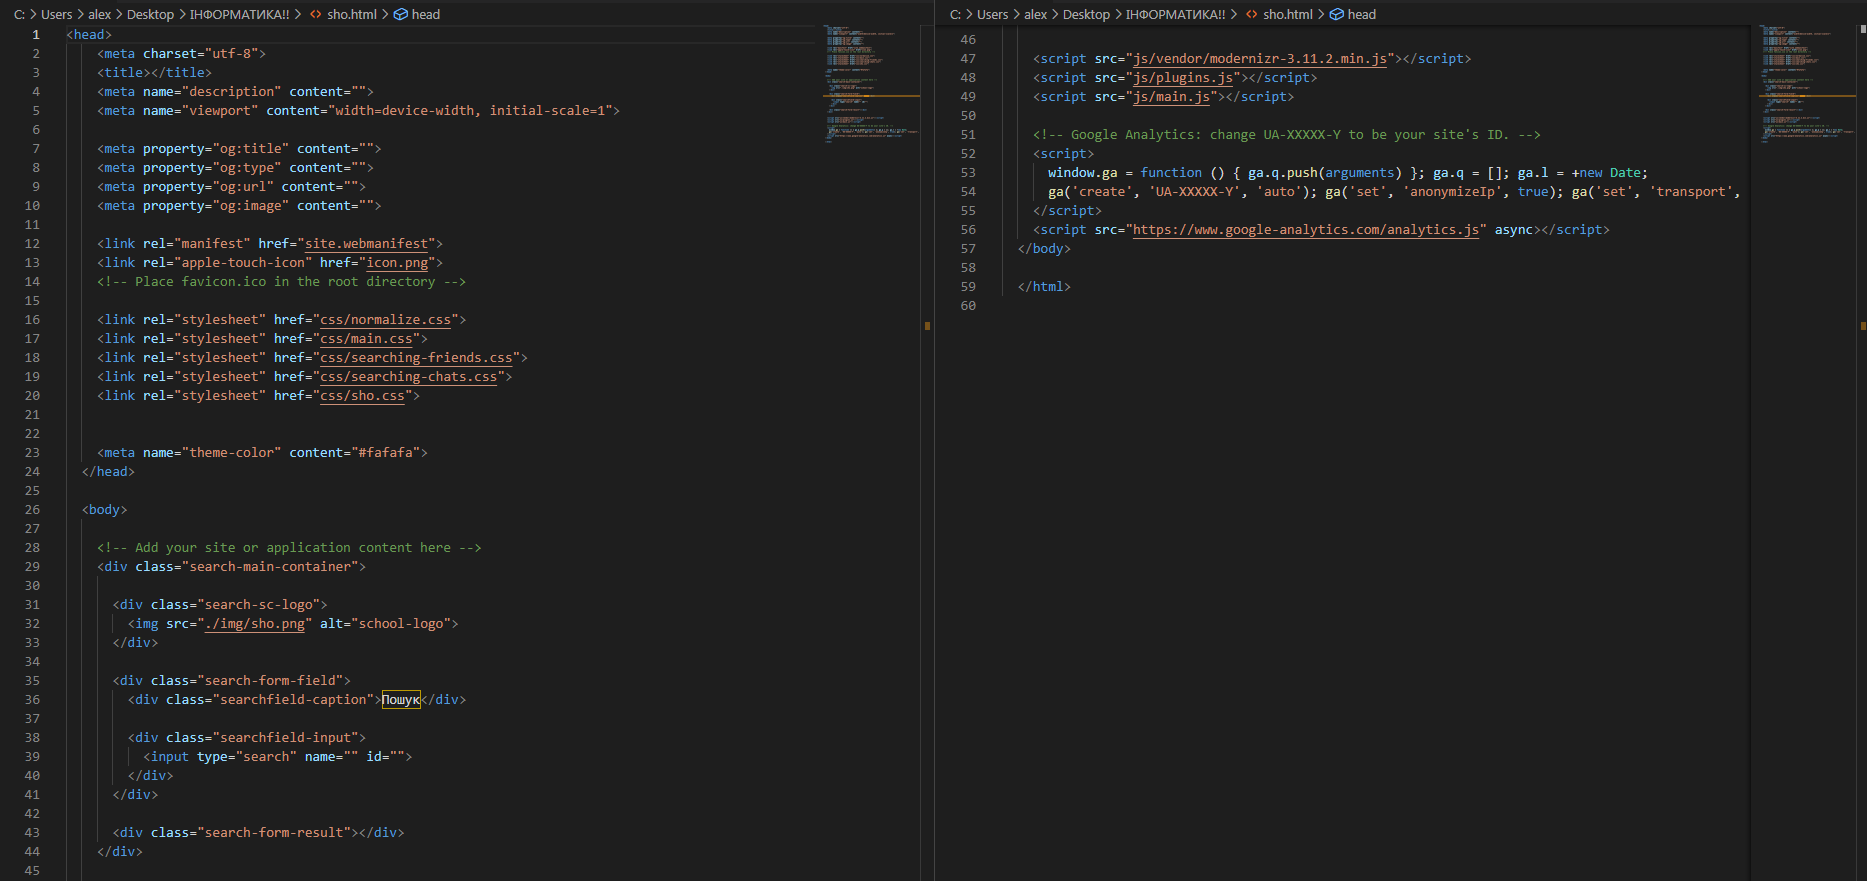 C: > Users > alex > Desktop > ІНФОРМАТИКА!! > <> sho.html > head
1 <head>
2 <meta charset="utf-8">
3 <title></title>
4 <meta name="description" content="">
5 <meta name="viewport" content="width=device-width, initial-scale=1">
6
7 <meta property="og:title" content="">
8 <meta property="og:type" content="">
9 <meta property="og:url" content="">
10 <meta property="og:image" content="">
11
12 <link rel="manifest" href="site.webmanifest">
13 <link rel="apple-touch-icon" href="icon.png">
14 <!-- Place favicon.ico in the root directory -->
15
16 <link rel="stylesheet" href="css/normalize.css">
17 <link rel="stylesheet" href="css/main.css">
18 <link rel="stylesheet" href="css/searching-friends.css">
19 <link rel="stylesheet" href="css/searching-chats.css">
20 <link rel="stylesheet" href="css/sho.css">
21
22
23 <meta name="theme-color" content="#fafafa">
24 </head>
25
26 <body>
27
28 <!-- Add your site or application content here -->
29 <div class="search-main-container">
30
31 <div class="search-sc-logo">
32 <img src="./img/sho.png" alt="school-logo">
33 </div>
34
35 <div class="search-form-field">
36 <div class="searchfield-caption">Пошук</div>
37
38 <div class="searchfield-input">
39 <input type="search" name="" id="">
40 </div>
41 </div>
42
43 <div class="search-form-result"></div>
44 </div>
45
C: > Users > alex > Desktop > ІНФОРМАТИКА!! > <> sho.html > head
46
47 <script src="js/vendor/modernizr-3.11.2.min.js"></script>
48 <script src="js/plugins.js"></script>
49 <script src="js/main.js"></script>
50
51 <!-- Google Analytics: change UA-XXXXX-Y to be your site's ID. -->
52 <script>
53 window.ga = function () { ga.q.push(arguments) }; ga.q = []; ga.l = +new Date;
54 ga('create', 'UA-XXXXX-Y', 'auto'); ga('set', 'anonymizeIp', true); ga('set', 'transport',
55 </script>
56 <script src="https://www.google-analytics.com/analytics.js" async></script>
57 </body>
58
59 </html>
60